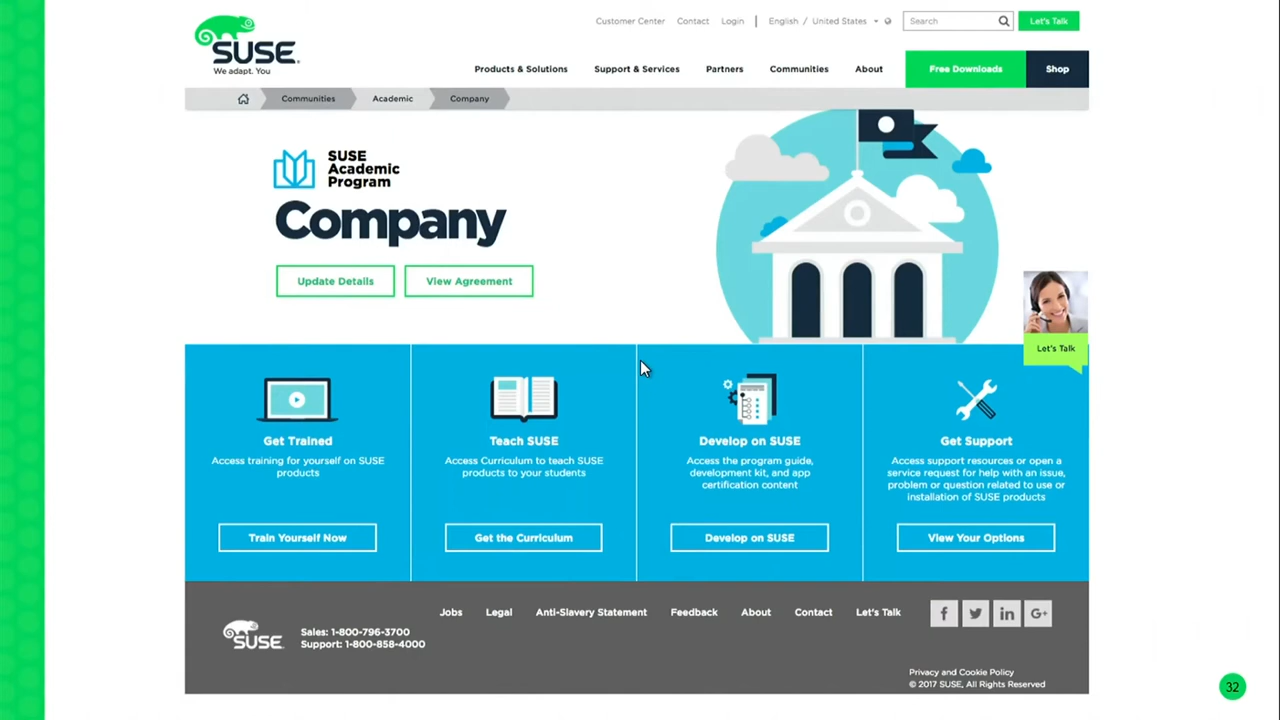 SUSE
We adapt. You
Customer Center Contact Login | English / United States Search Let's Talk
Products & Solutions Support & Services Partners Communities About Free Downloads Shop
Communities Academic Company
SUSE
Academic
Program
Company
Update Details View Agreement
Let's Talk
Get Trained
Access training for yourself on SUSE
products
Train Yourself Now
Teach SUSE
Access Curriculum to teach SUSE
products to your students
Get the Curriculum
Develop on SUSE
Access the program guide,
development kit, and app
certification content
Develop on SUSE
Get Support
Access support resources or open a
service request for help with an issue,
problem or question related to use or
installation of SUSE products
View Your Options
Jobs Legal Anti-Slavery Statement Feedback About Contact Let's Talk
SUSE
Sales: 1-800-796-3700
Support: 1-800-858-4000
f in G+
Privacy and Cookie Policy
© 2017 SUSE, All Rights Reserved
32